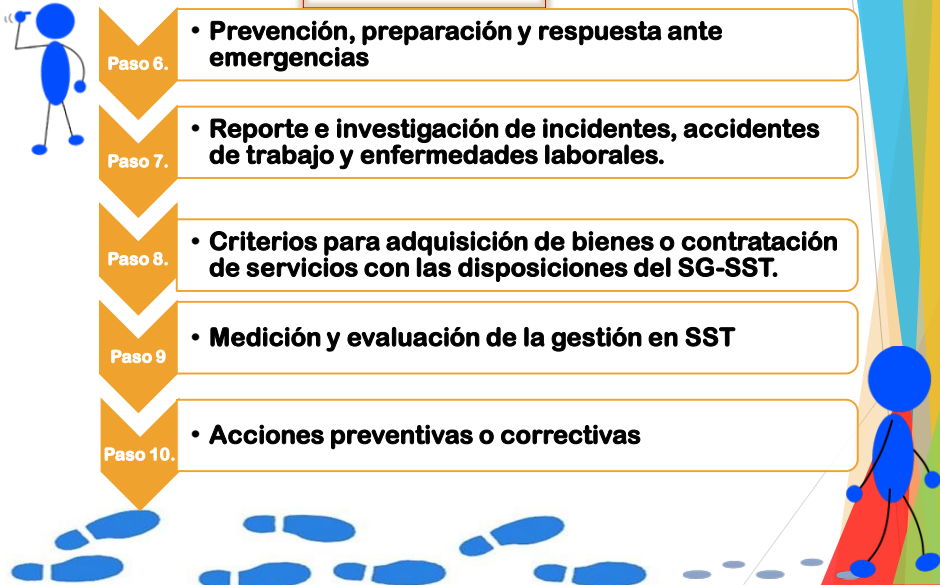 Paso 6.
• Prevención, preparación y respuesta ante
emergencias
Paso 7.
• Reporte e investigación de incidentes, accidentes
de trabajo y enfermedades laborales.
Paso 8.
• Criterios para adquisición de bienes o contratación
de servicios con las disposiciones del SG-SST.
Paso 9
• Medición y evaluación de la gestión en SST
Paso 10.
• Acciones preventivas o correctivas